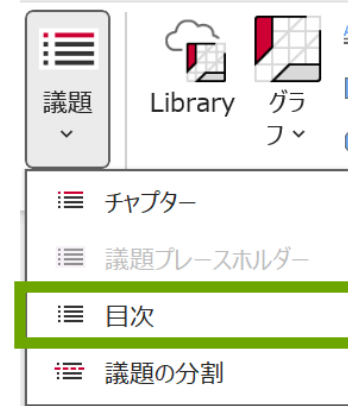 議題
Library
グラ
フ
チャプター
議題プレースホルダー
目次
議題の分割